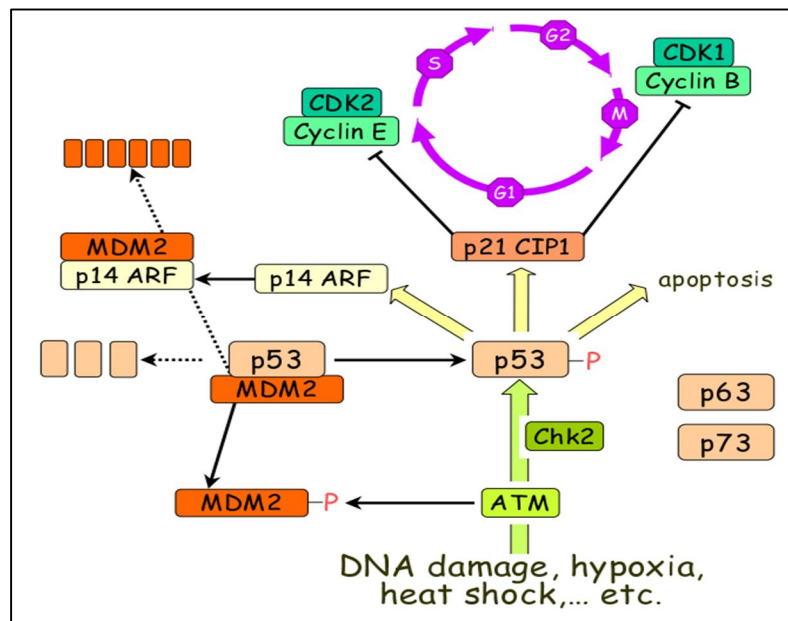 G2
CDK1
Cyclin B
S
CDK2
Cyclin E
M
G1
MDM2
p14 ARF
p14 ARF
p21 CIP1
apoptosis
p53
MDM2
p53
P
p63
Chk2
p73
MDM2
P
ATM
DNA damage, hypoxia,
heat shock,... etc.